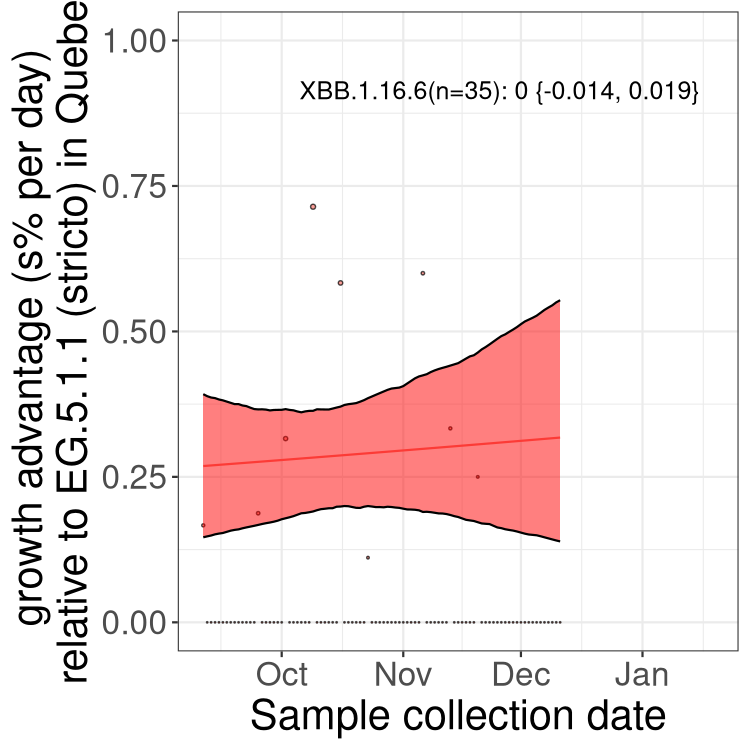 growth advantage (s% per day)
relative to EG.5.1.1 (stricto) in Quebe
1.00
0.75
0.50
0.25
0.00
XBB.1.16.6(n=35): 0 {-0.014, 0.019}
Oct Nov Dec Jan
Sample collection date